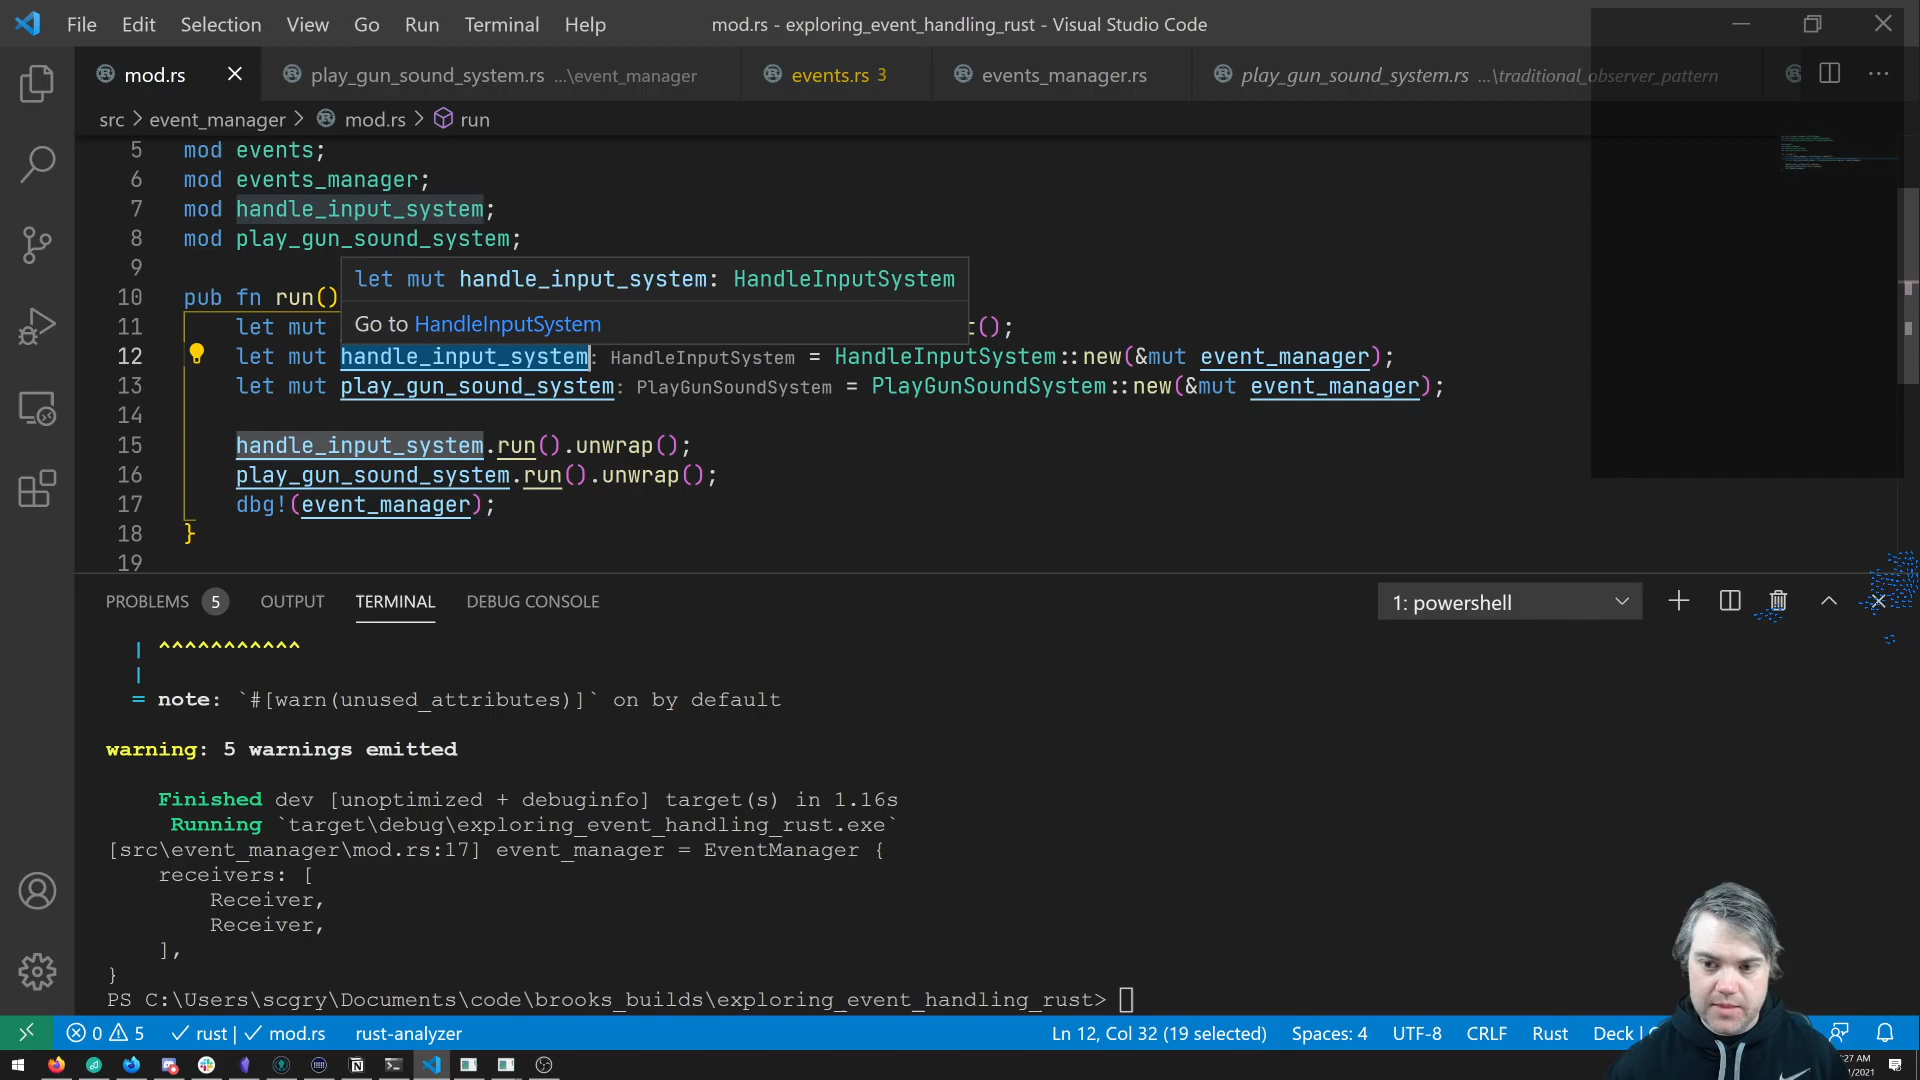 File Edit Selection View Go Run Terminal Help mod.rs - exploring_event_handling_rust - Visual Studio Code
mod.rs play_gun_sound_system.rs ...\event_manager events.rs 3 events_manager.rs play_gun_sound_system.rs ...\traditional_observer_pattern
src > event_manager > mod.rs > run
5 mod events;
6 mod events_manager;
7 mod handle_input_system;
8 mod play_gun_sound_system;
9
let mut handle_input_system: HandleInputSystem
10 pub fn run()
Go to HandleInputSystem
11 let mut ();
12 let mut handle_input_system: HandleInputSystem = HandleInputSystem::new(&mut event_manager);
13 let mut play_gun_sound_system: PlayGunSoundSystem = PlayGunSoundSystem::new(&mut event_manager);
14
15 handle_input_system.run().unwrap();
16 play_gun_sound_system.run().unwrap();
17 dbg!(event_manager);
18 }
19
PROBLEMS 5 OUTPUT TERMINAL DEBUG CONSOLE 1: powershell
| ^^^^^^^^^^^
|
= note: `#[warn(unused_attributes)]` on by default
warning: 5 warnings emitted
Finished dev [unoptimized + debuginfo] target(s) in 1.16s
Running `target\debug\exploring_event_handling_rust.exe`
[src\event_manager\mod.rs:17] event_manager = EventManager {
receivers: [
Receiver,
Receiver,
],
}
PS C:\Users\scgry\Documents\code\brooks_builds\exploring_event_handling_rust>
0 5 rust | mod.rs rust-analyzer Ln 12, Col 32 (19 selected) Spaces: 4 UTF-8 CRLF Rust Deck |
:27 AM
/2021